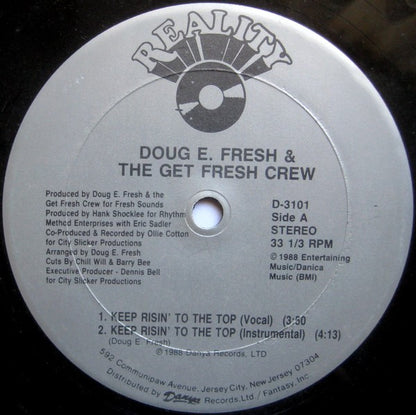 REALITY
DOUG E. FRESH &
THE GET FRESH CREW
Produced by Doug E. Fresh & the
Get Fresh Crew for Fresh Sounds
Produced by Hank Shocklee for Rhythm
Method Enterprises with Eric Sadler
Co-Produced & Recorded by Ollie Cotton
for City Slicker Productions
Arranged by Doug E. Fresh
Cuts By Chill Will & Barry Bee
Executive Producer - Dennis Bell
for City Slicker Productions
D-3101
Side A
STEREO
33 1/3 RPM
© 1988 Entertaining
Music/Danica
Music (BMI)
1. KEEP RISIN' TO THE TOP (Vocal) (3:50
2. KEEP RISIN' TO THE TOP (Instrumental) (4:13)
(Doug E. Fresh)
© 1988 Danya Records, LTD
592 Communipaw Avenue, Jersey City, New Jersey 07304
Distributed by Danya Records, Ltd./ Fantasy, Inc.